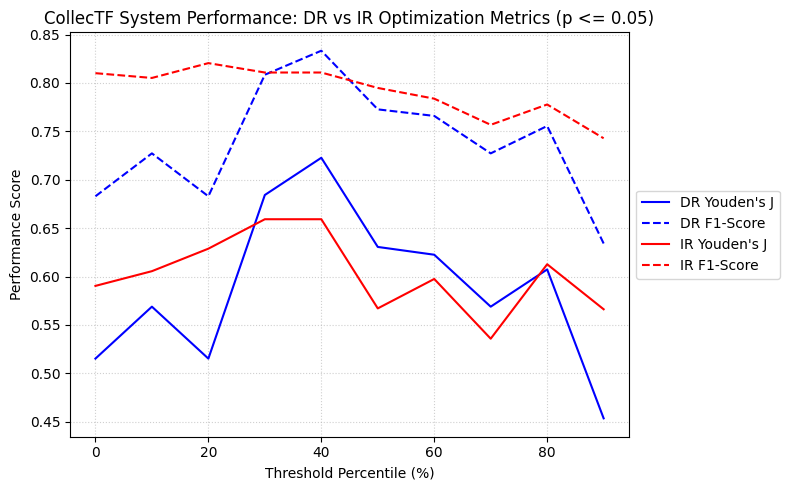 CollecTF System Performance: DR vs IR Optimization Metrics (p <= 0.05)
0.85
0.80
0.75
0.70
0.65
0.60
0.55
0.50
0.45
Performance Score
0 20 40 60 80
Threshold Percentile (%)
DR Youden's J
DR F1-Score
IR Youden's J
IR F1-Score